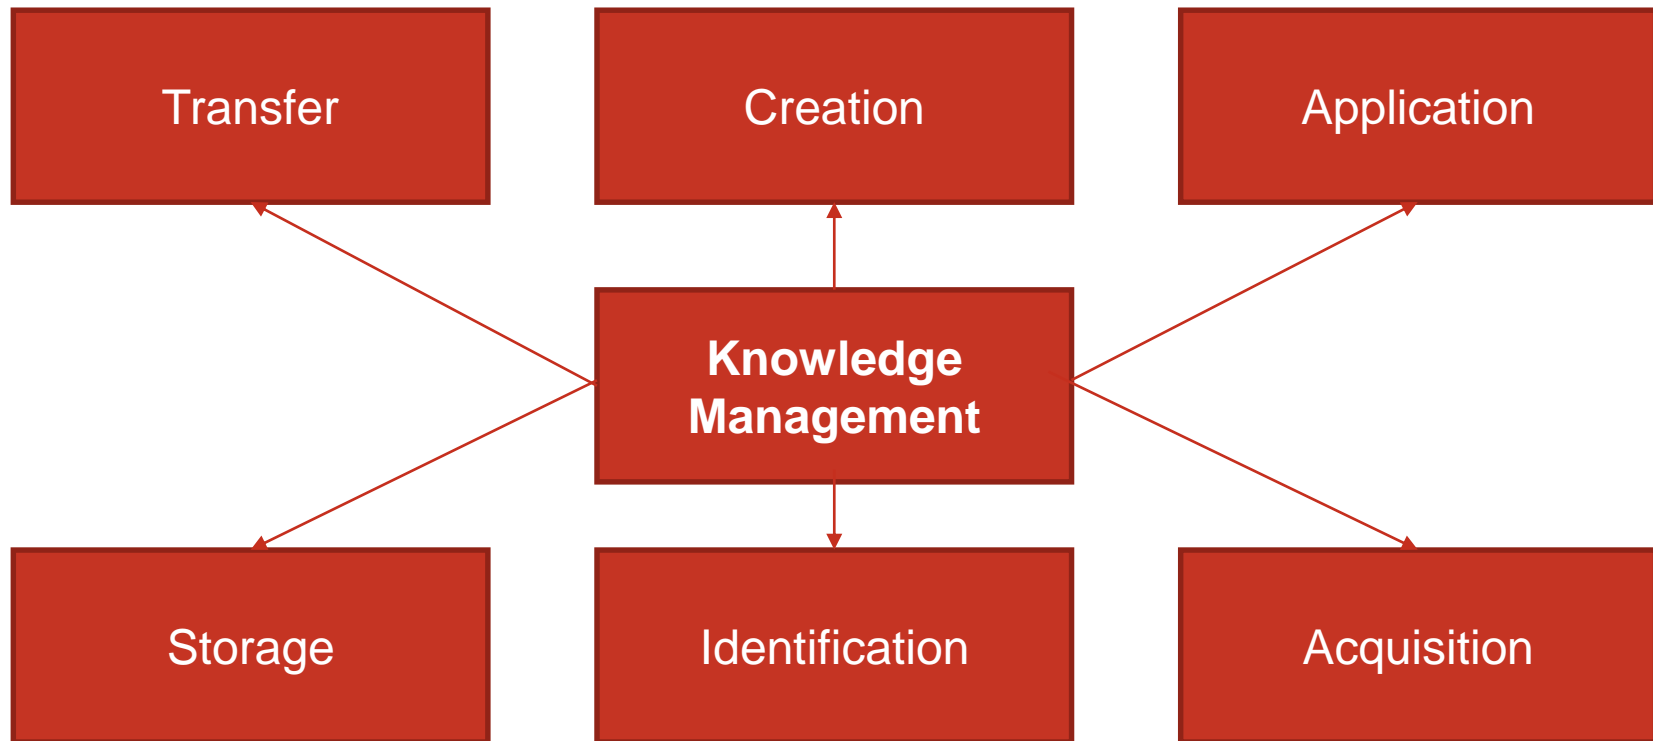 Transfer
Creation
Application
Knowledge
Management
Storage
Identification
Acquisition